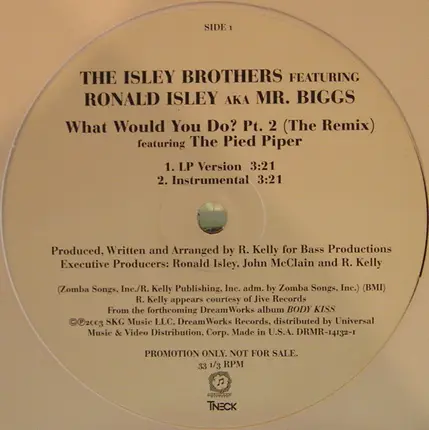 SIDE 1
THE ISLEY BROTHERS FEATURING
RONALD ISLEY AKA MR. BIGGS
What Would You Do? Pt. 2 (The Remix)
featuring The Pied Piper
1. LP Version 3:21
2. Instrumental 3:21
Produced, Written and Arranged by R. Kelly for Bass Productions
Executive Producers: Ronald Isley, John McClain and R. Kelly
(Zomba Songs, Inc./R. Kelly Publishing, Inc. adm. by Zomba Songs, Inc.) (BMI)
R. Kelly appears courtesy of Jive Records
From the forthcoming DreamWorks album BODY KISS
©℗2003 SKG Music LLC. DreamWorks Records, distributed by Universal
Music & Video Distribution, Corp. Made in U.S.A. DRMR-14132-1
PROMOTION ONLY. NOT FOR SALE.
33 1/3 RPM
TNECK